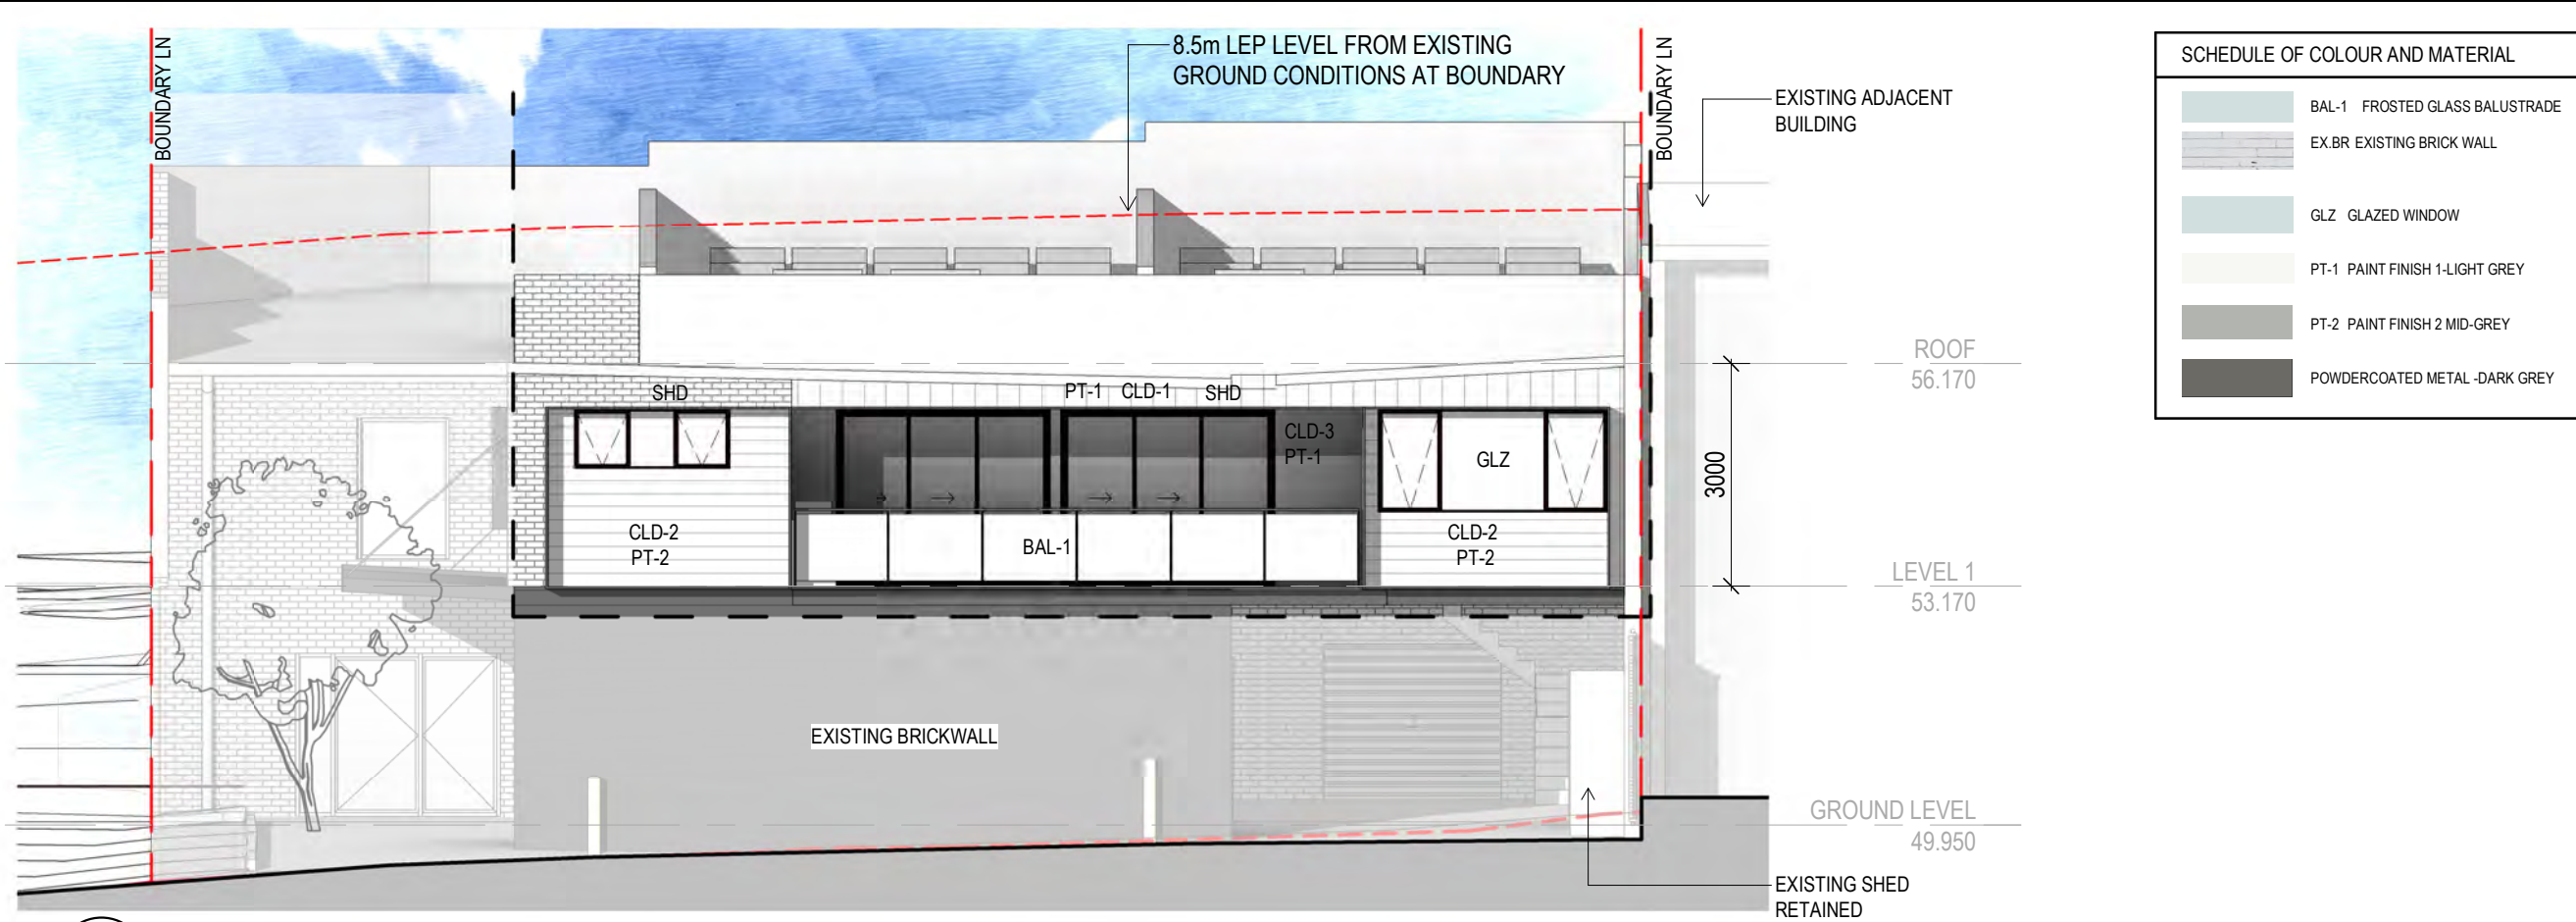 BOUNDARY LN
8.5m LEP LEVEL FROM EXISTING
GROUND CONDITIONS AT BOUNDARY
BOUNDARY LN
EXISTING ADJACENT
BUILDING
SCHEDULE OF COLOUR AND MATERIAL
BAL-1 FROSTED GLASS BALUSTRADE
EX.BR EXISTING BRICK WALL
GLZ GLAZED WINDOW
PT-1 PAINT FINISH 1-LIGHT GREY
PT-2 PAINT FINISH 2 MID-GREY
POWDERCOATED METAL -DARK GREY
ROOF
56.170
SHD
PT-1 CLD-1 SHD
CLD-3
PT-1
GLZ
3000
CLD-2
PT-2
BAL-1
CLD-2
PT-2
LEVEL 1
53.170
EXISTING BRICKWALL
GROUND LEVEL
49.950
EXISTING SHED
RETAINED